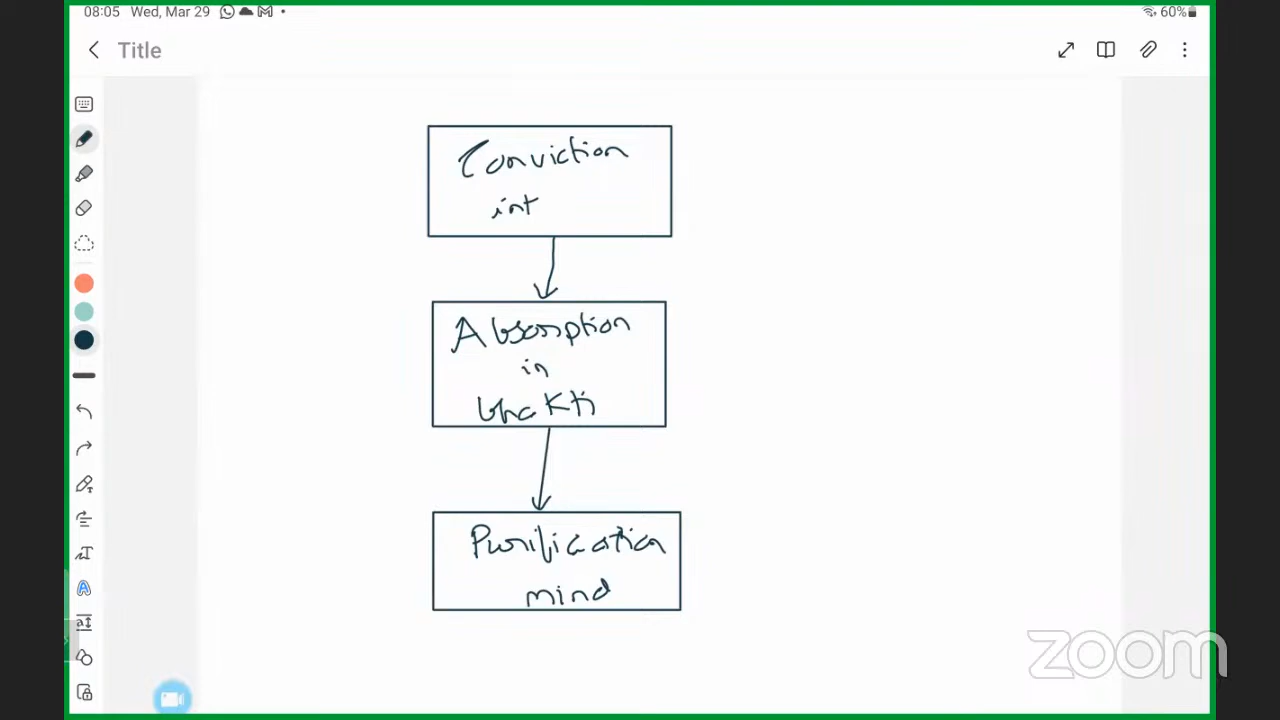 08:05 Wed, Mar 29
60%
Title
Conviction
int
Absorption
in
bhakti
Purification
mind
zoom